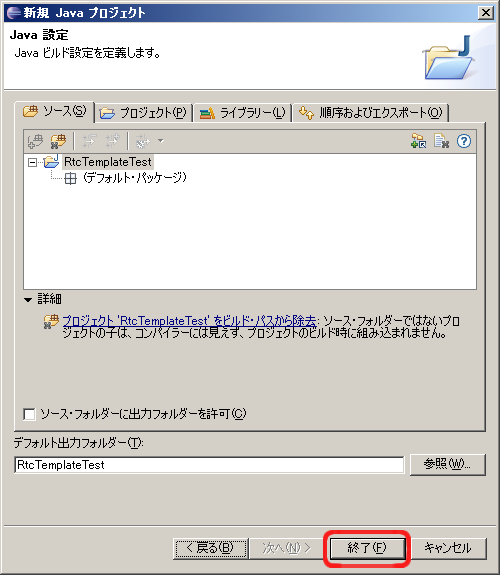 新規 Java プロジェクト
Java 設定
Java ビルド設定を定義します。
ソース(S) プロジェクト(P) ライブラリー(L) 順序およびエクスポート(O)
RtcTemplateTest
(デフォルト・パッケージ)
詳細
プロジェクト 'RtcTemplateTest' をビルド・パスから除去: ソース・フォルダーではないプロ
ジェクトの子は、コンパイラーには見えず、プロジェクトのビルド時に組み込まれません。
ソース・フォルダーに出力フォルダーを許可(C)
デフォルト出力フォルダー(T):
RtcTemplateTest 参照(W)...
< 戻る(B) 次へ(N) > 終了(F) キャンセル